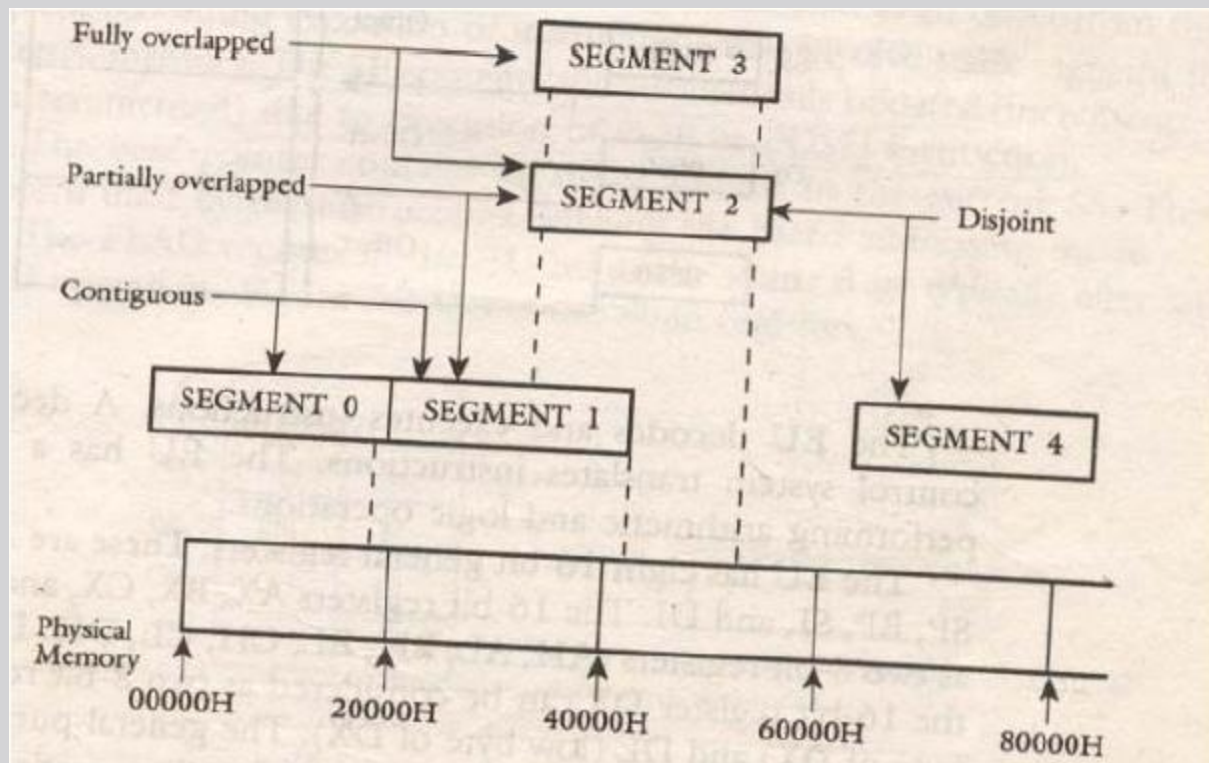 Fully overlapped
SEGMENT 3
Partially overlapped
SEGMENT 2
Disjoint
Contiguous
SEGMENT 0
SEGMENT 1
SEGMENT 4
Physical
Memory
00000H
20000H
40000H
60000H
80000H